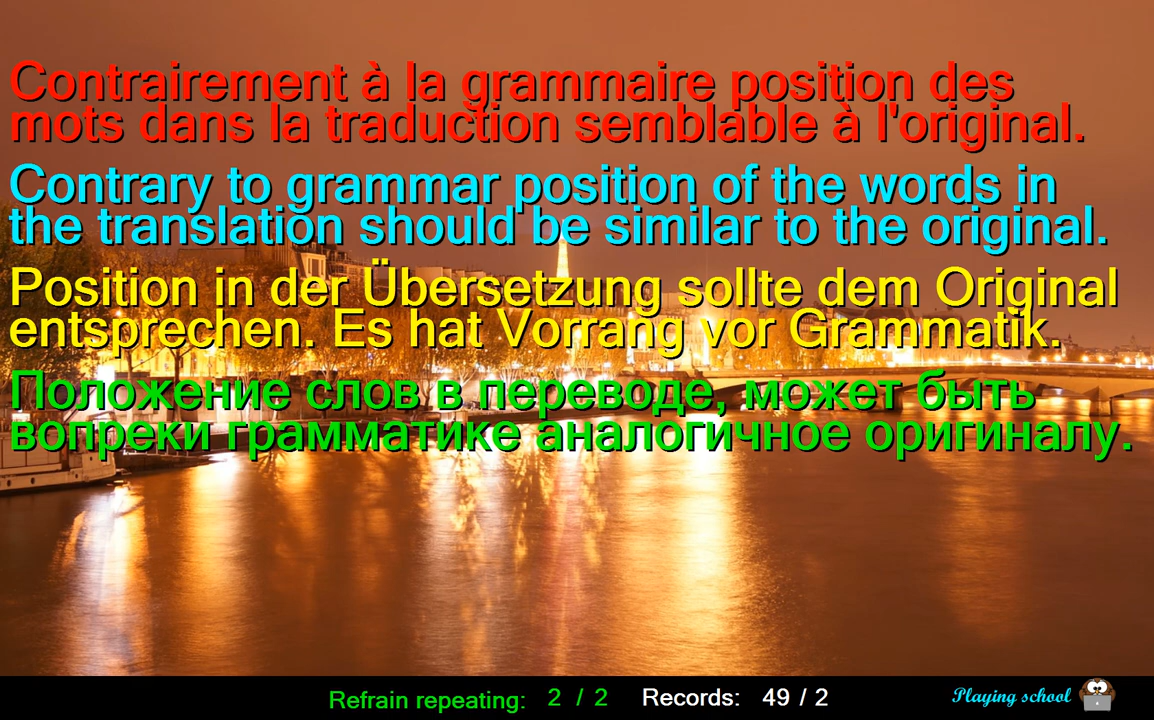 Contrairement à la grammaire position des
mots dans la traduction semblable à l'original.
Contrary to grammar position of the words in
the translation should be similar to the original.
Position in der Übersetzung sollte dem Original
entsprechen. Es hat Vorrang vor Grammatik.
Положение слов в переводе, может быть
вопреки грамматике аналогичное оригиналу.
Refrain repeating: 2 / 2 Records: 49 / 2 Playing school